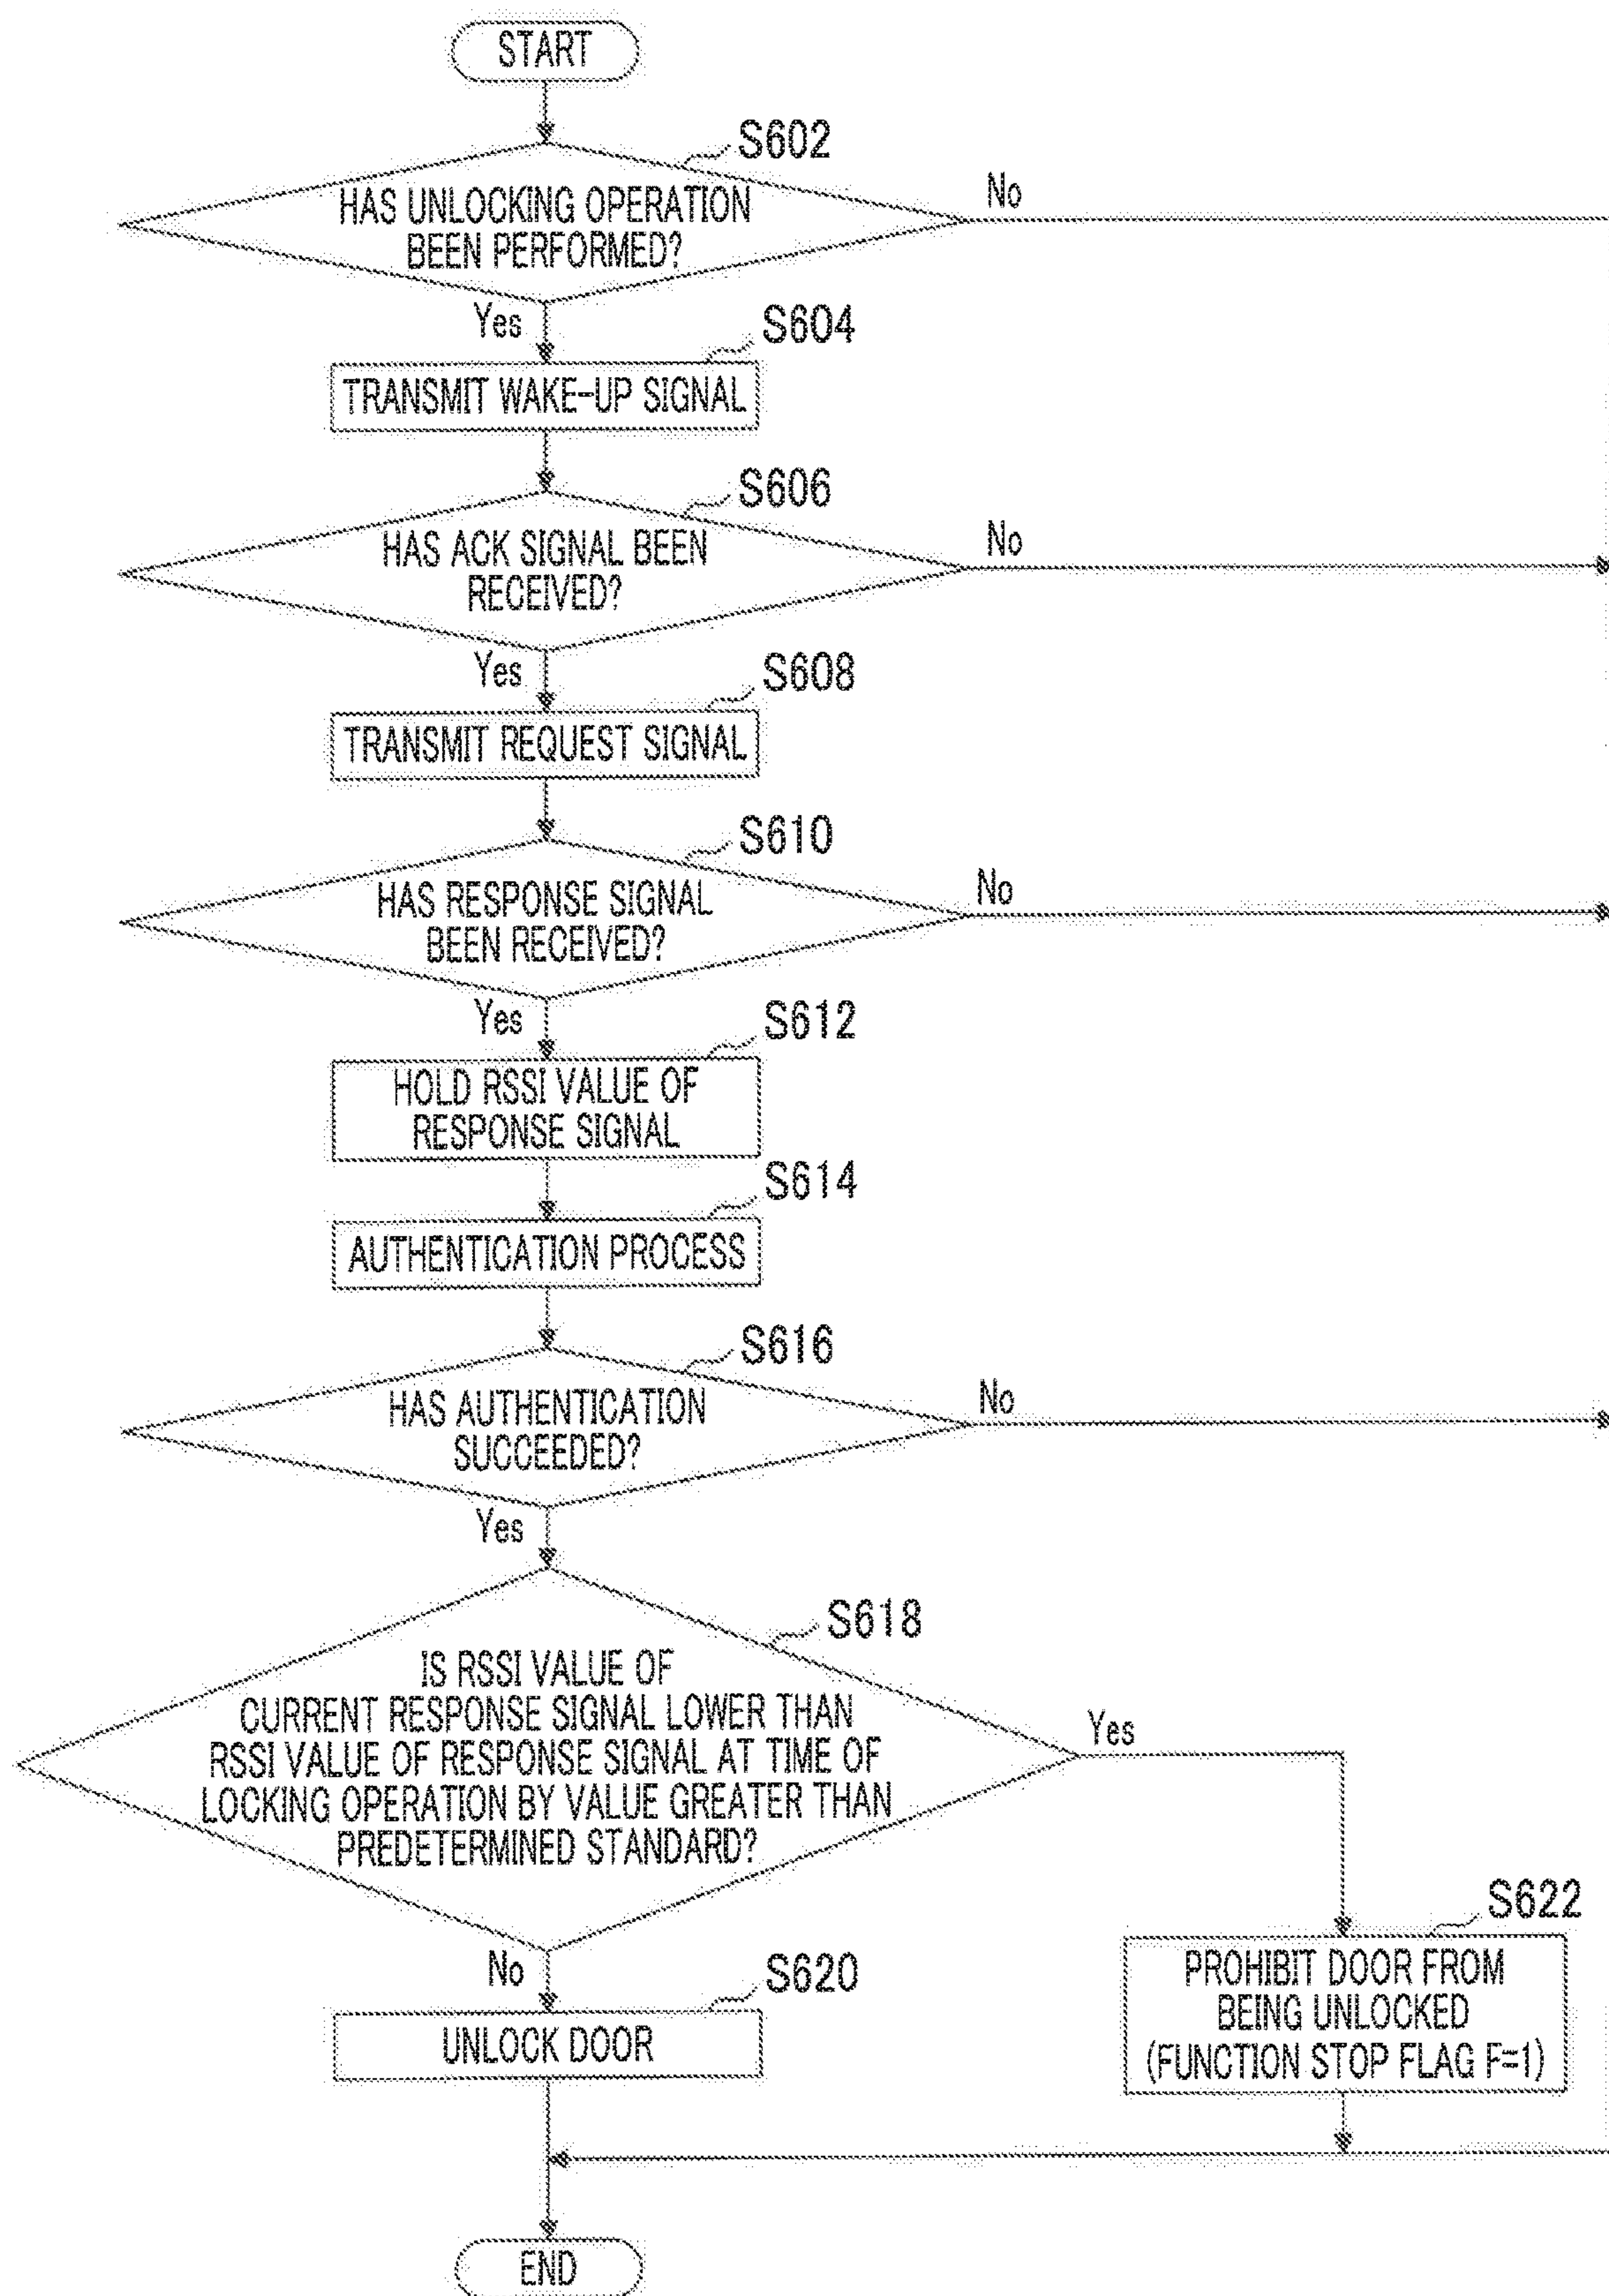 START
S602
HAS UNLOCKING OPERATION
BEEN PERFORMED?
No
Yes
S604
TRANSMIT WAKE-UP SIGNAL
S606
HAS ACK SIGNAL BEEN
RECEIVED?
No
Yes
S608
TRANSMIT REQUEST SIGNAL
S610
HAS RESPONSE SIGNAL
BEEN RECEIVED?
No
Yes
S612
HOLD RSSI VALUE OF
RESPONSE SIGNAL
S614
AUTHENTICATION PROCESS
S616
HAS AUTHENTICATION
SUCCEEDED?
No
Yes
S618
IS RSSI VALUE OF
CURRENT RESPONSE SIGNAL LOWER THAN
RSSI VALUE OF RESPONSE SIGNAL AT TIME OF
LOCKING OPERATION BY VALUE GREATER THAN
PREDETERMINED STANDARD?
Yes
No
S620
UNLOCK DOOR
S622
PROHIBIT DOOR FROM
BEING UNLOCKED
(FUNCTION STOP FLAG F=1)
END